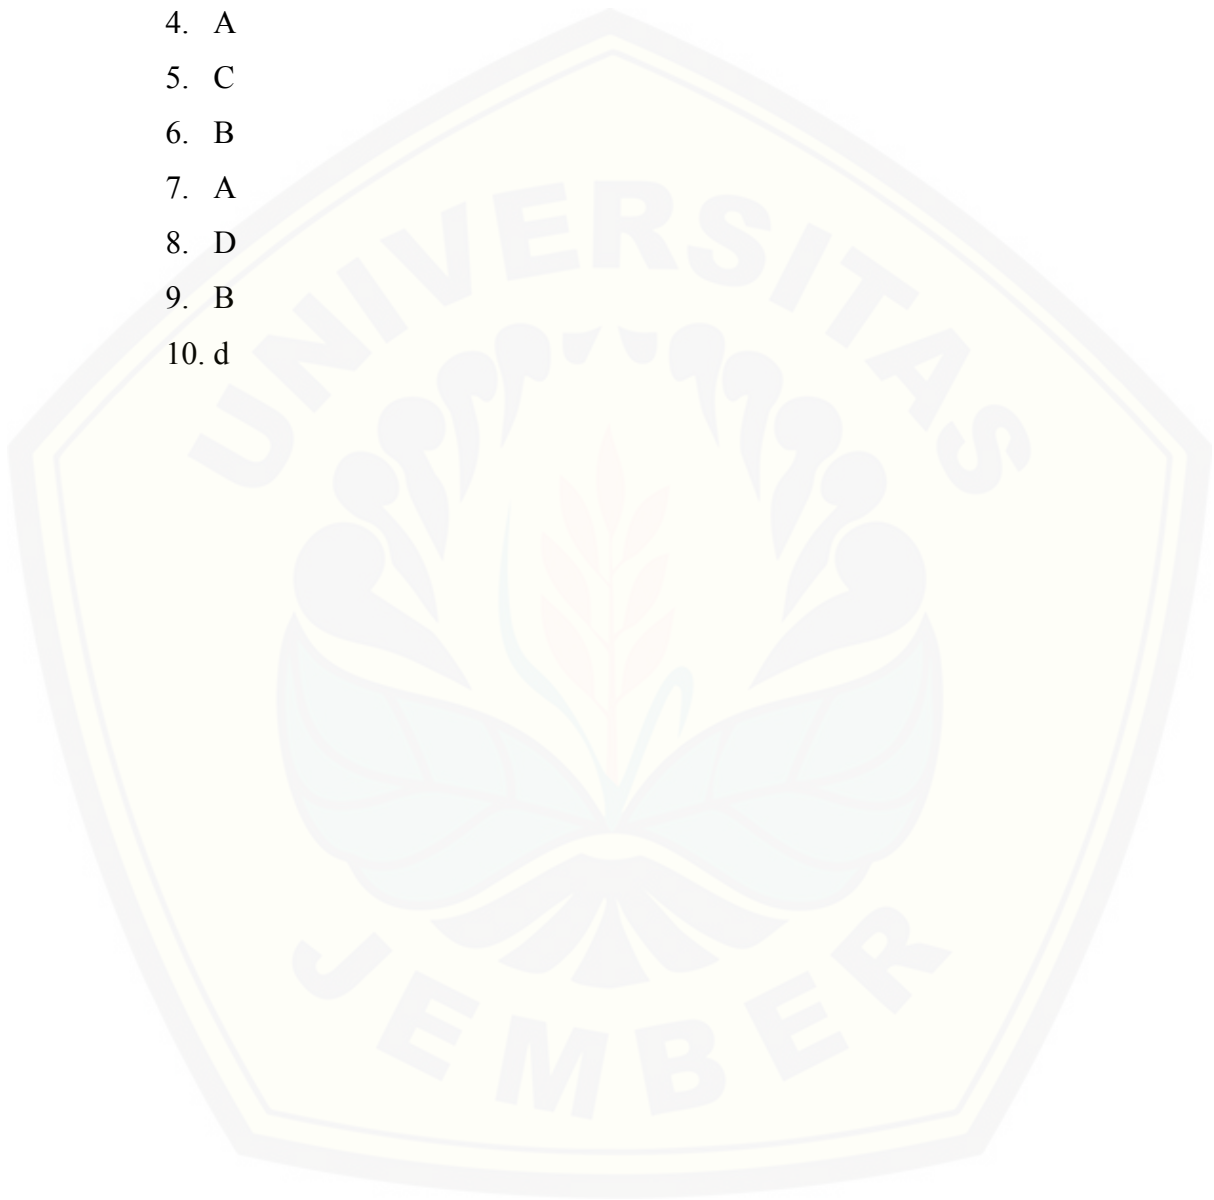 4. A
5. C
6. B
7. A
8. D
9. B
10. d
UNIVERSITAS
JEMBER